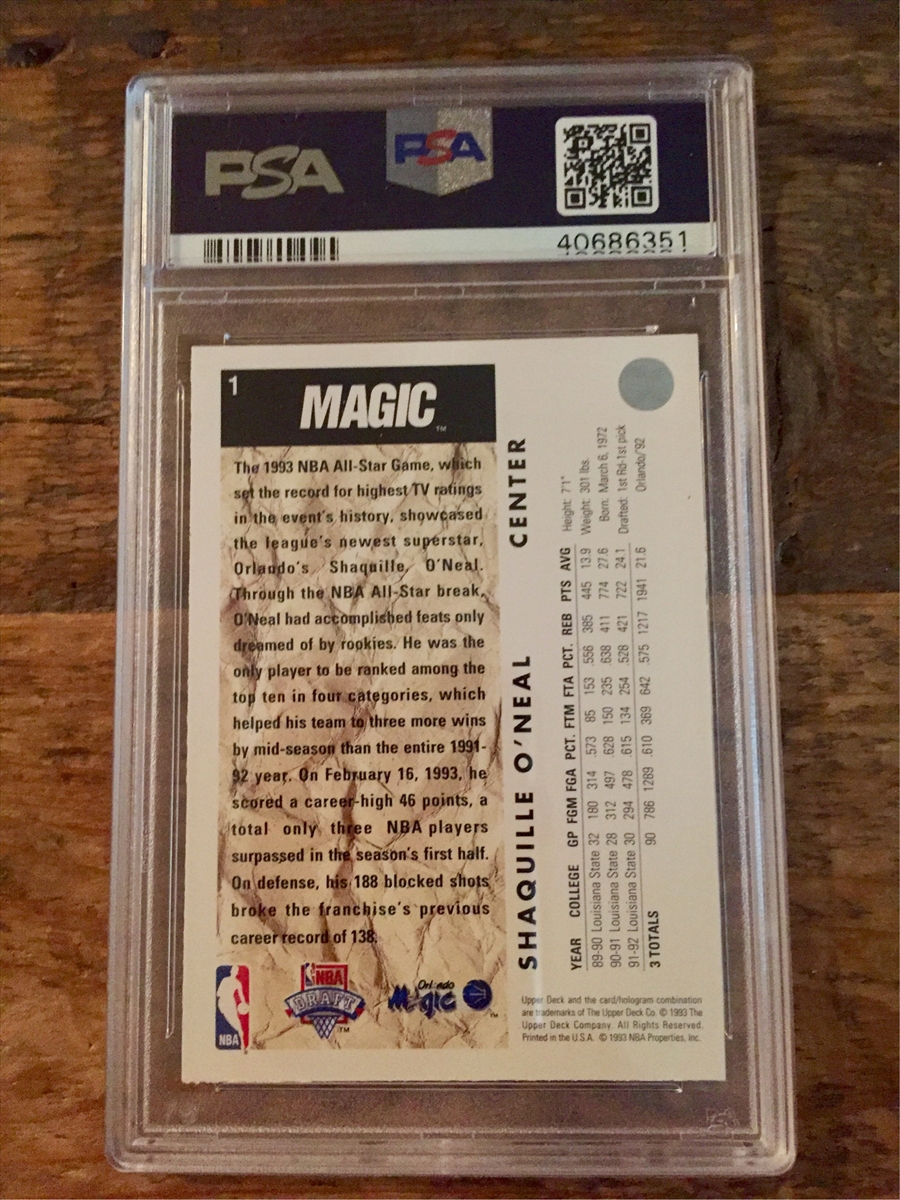 PSA
PSA
40686351
1
MAGIC™
The 1993 NBA All-Star Game, which
set the record for highest TV ratings
in the event's history, showcased
the league's newest superstar,
Orlando's Shaquille, O'Neal.
Through the NBA All-Star break,
O'Neal had accomplished feats only
dreamed of by rookies. He was the
only player to be ranked among the
top ten in four categories, which
helped his team to three more wins
by mid-season than the entire 1991-
92 year. On February 16, 1993, he
scored a career-high 46 points, a
total only three NBA players
surpassed in the season's first half.
On defense, his 188 blocked shots
broke the franchise's previous
career record of 138.
NBA
NBA
DRAFT™
Orlando
Magic™
SHAQUILLE O'NEAL CENTER
Height: 7'1"
Weight: 301 lbs.
Born: March 6, 1972
Drafted: 1st Rd-1st pick
Orlando/'92
YEAR COLLEGE GP FGM FGA PCT. FTM FTA PCT. REB PTS AVG
89-90 Louisiana State 32 180 314 .573 85 153 .556 385 445 13.9
90-91 Louisiana State 28 312 497 .628 150 235 .638 411 774 27.6
91-92 Louisiana State 30 294 478 .615 134 254 .528 421 722 24.1
3 TOTALS 90 786 1289 .610 369 642 .575 1217 1941 21.6
Upper Deck and the card/hologram combination
are trademarks of The Upper Deck Co. © 1993 The
Upper Deck Company. All Rights Reserved.
Printed in the U.S.A. © 1993 NBA Properties, Inc.